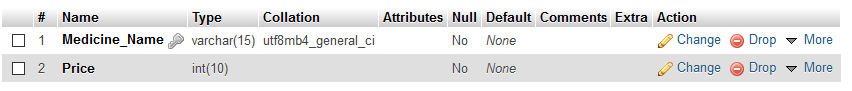 # Name Type Collation Attributes Null Default Comments Extra Action
1 Medicine_Name varchar(15) utf8mb4_general_ci No None Change Drop More
2 Price int(10) No None Change Drop More